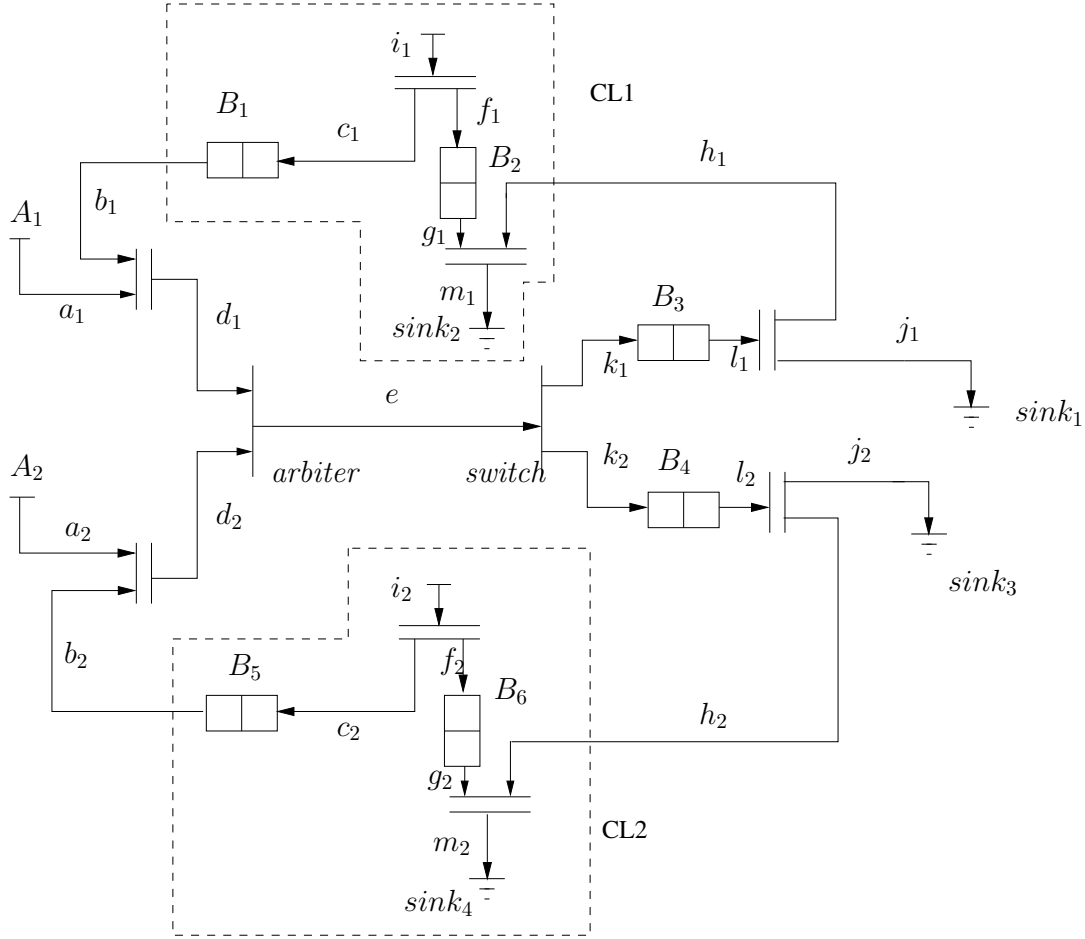 i₁
CL1
B₁
c₁
f₁
B₂
h₁
b₁
A₁
g₁
a₁
d₁
m₁
sink₂
B₃
k₁
l₁
j₁
sink₁
e
arbiter
switch
k₂
B₄
l₂
j₂
A₂
a₂
d₂
sink₃
i₂
b₂
B₅
f₂
B₆
c₂
h₂
g₂
m₂
CL2
sink₄